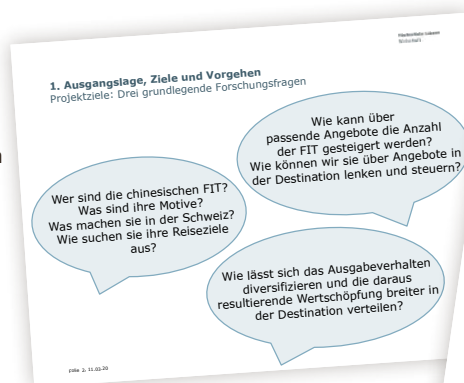 1. Ausgangslage, Ziele und Vorgehen
Projektziele: Drei grundlegende Forschungsfragen
Wie kann über
passende Angebote die Anzahl
der FIT gesteigert werden?
Wie können wir sie über Angebote in
der Destination lenken und steuern?
Wer sind die chinesischen FIT?
Was sind ihre Motive?
Was machen sie in der Schweiz?
Wie suchen sie ihre Reiseziele
aus?
Wie lässt sich das Ausgabeverhalten
diversifizieren und die daraus
resultierende Wertschöpfung breiter in
der Destination verteilen?